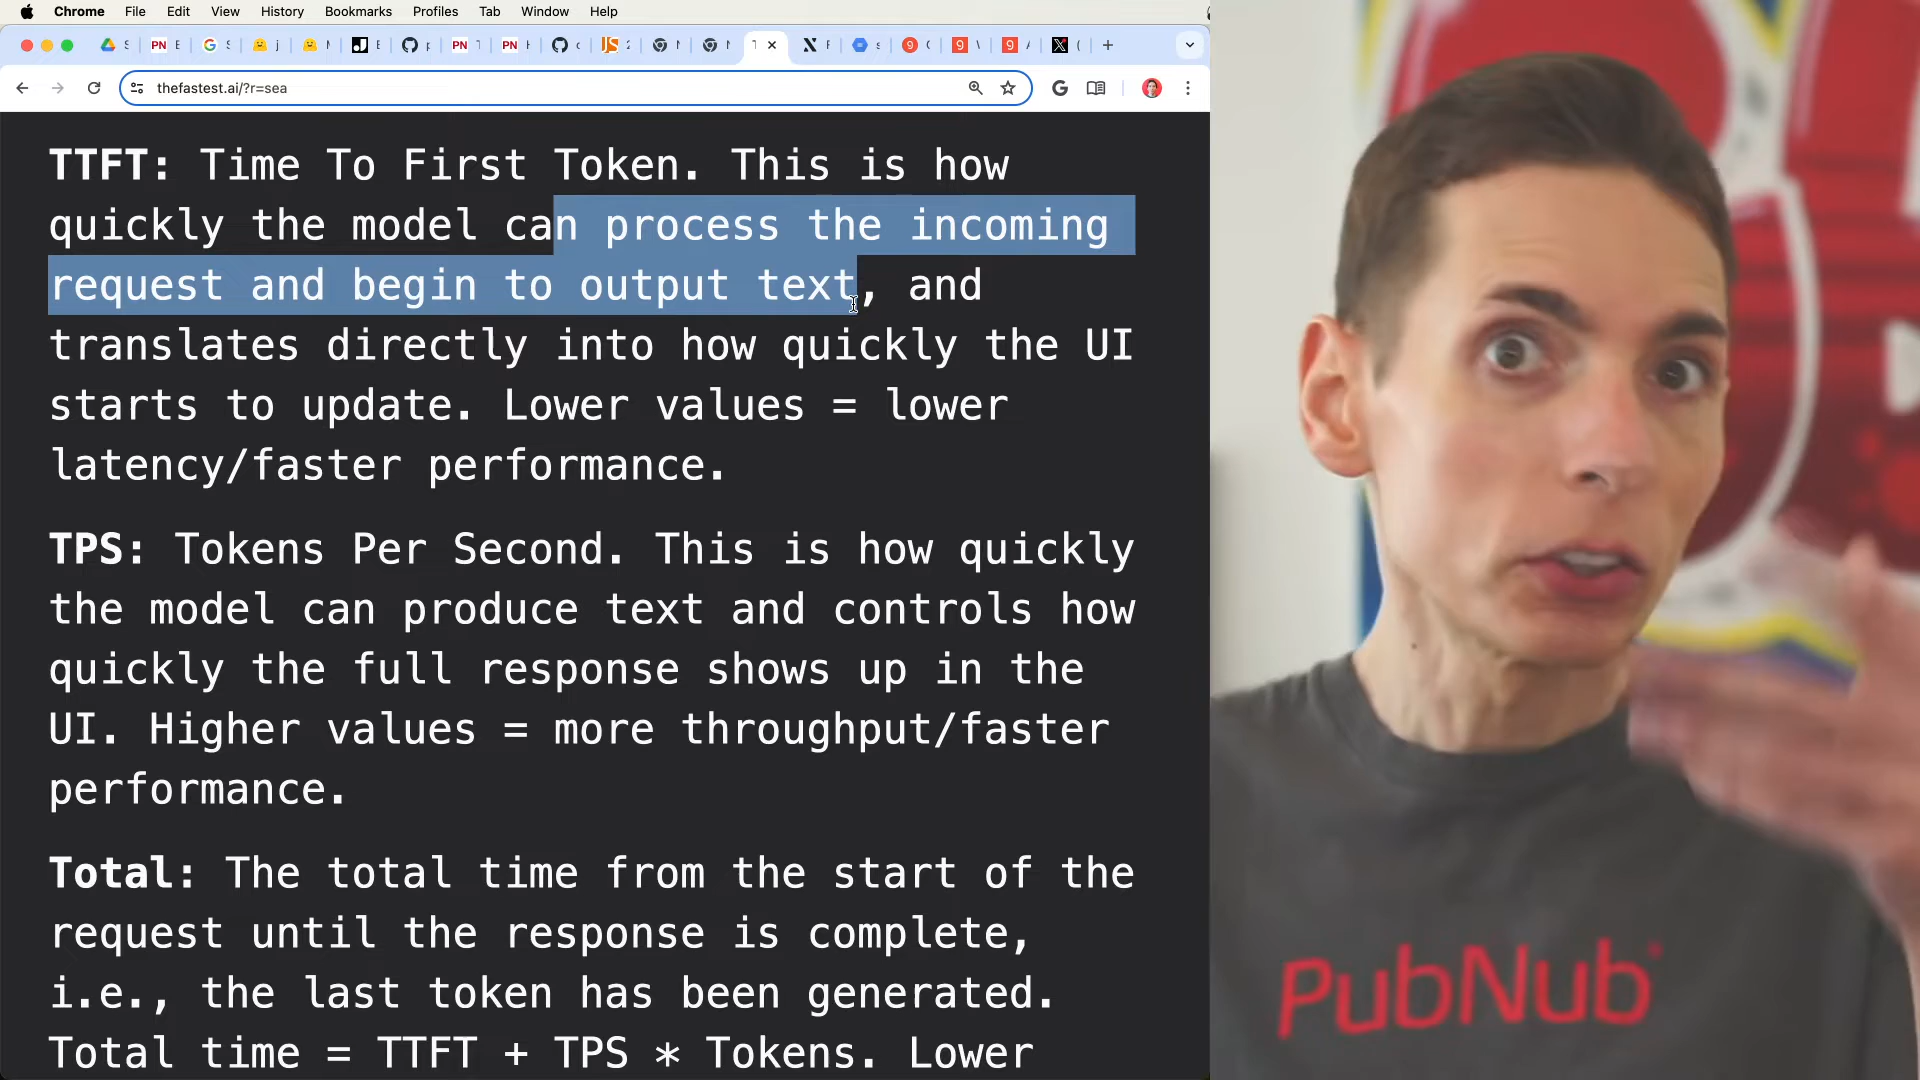 Chrome File Edit View History Bookmarks Profiles Tab Window Help
thefastest.ai/?r=sea
TTFT: Time To First Token. This is how
quickly the model can process the incoming
request and begin to output text, and
translates directly into how quickly the UI
starts to update. Lower values = lower
latency/faster performance.
TPS: Tokens Per Second. This is how quickly
the model can produce text and controls how
quickly the full response shows up in the
UI. Higher values = more throughput/faster
performance.
Total: The total time from the start of the
request until the response is complete,
i.e., the last token has been generated.
Total time = TTFT + TPS * Tokens. Lower
PubNub